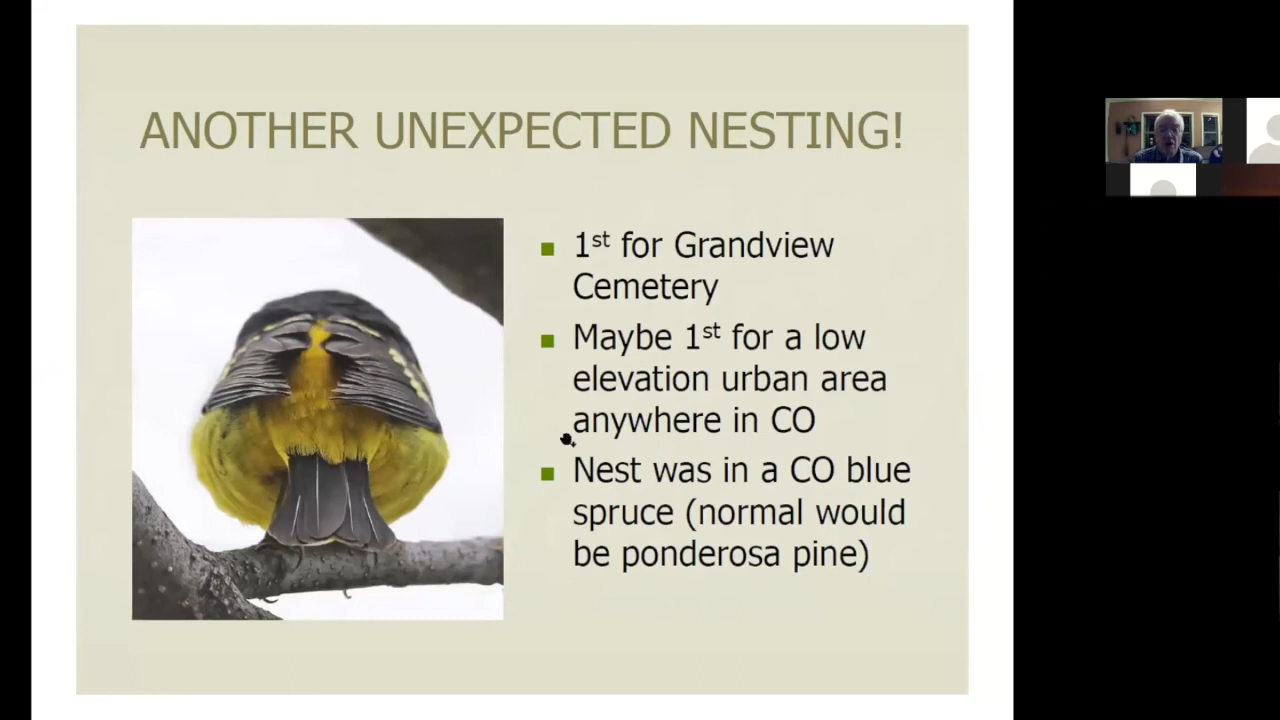 ANOTHER UNEXPECTED NESTING!
1st for Grandview
Cemetery
Maybe 1st for a low
elevation urban area
anywhere in CO
Nest was in a CO blue
spruce (normal would
be ponderosa pine)